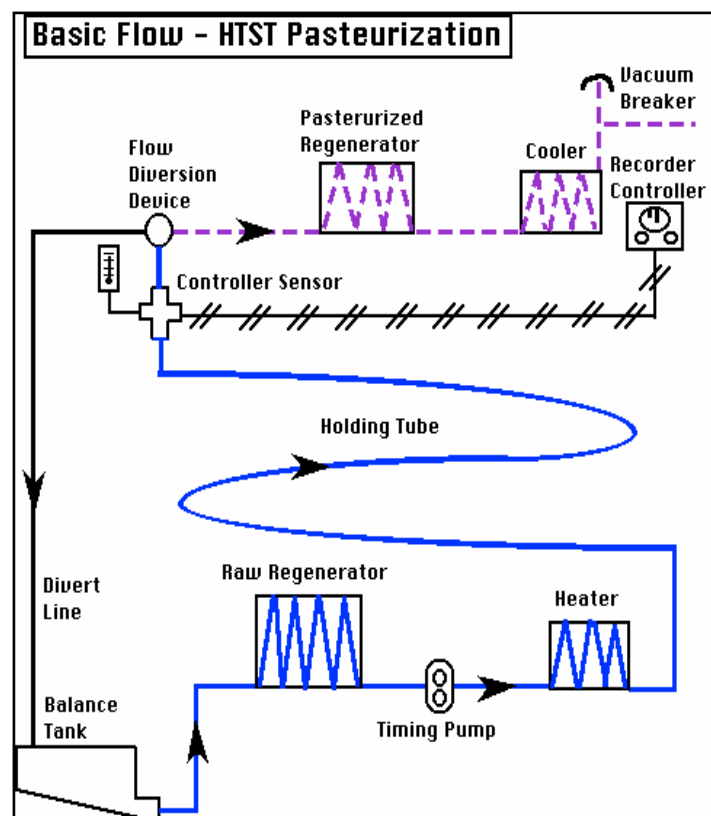 Basic Flow - HTST Pasteurization
Vacuum
Breaker
Pasterurized
Regenerator
Cooler
Flow
Diversion
Device
Recorder
Controller
Controller Sensor
Holding Tube
Raw Regenerator
Divert
Line
Heater
Balance
Tank
Timing Pump